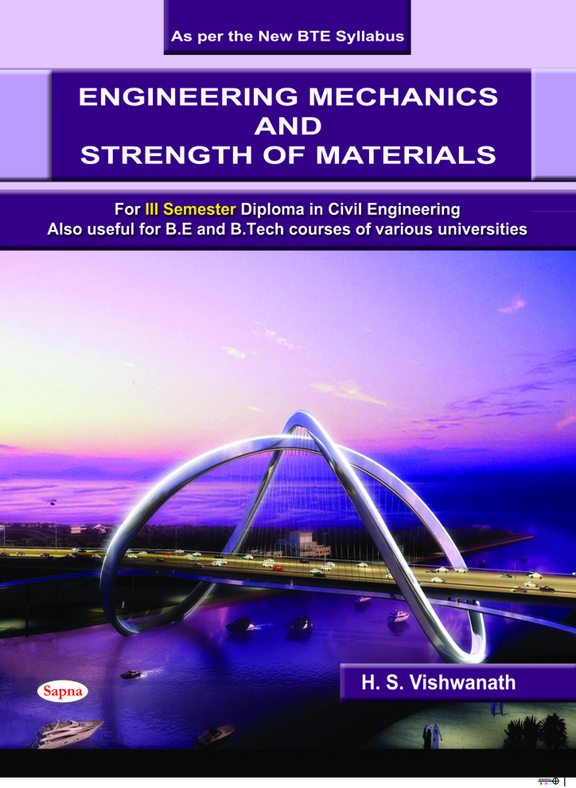 As per the New BTE Syllabus
ENGINEERING MECHANICS
AND
STRENGTH OF MATERIALS
For III Semester Diploma in Civil Engineering
Also useful for B.E and B.Tech courses of various universities
H. S. Vishwanath
Sapna